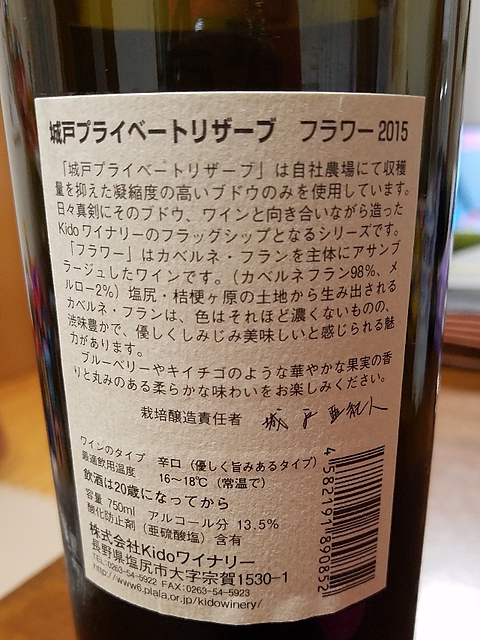 城戸プライベートリザーブ　フラワー2015
「城戸プライベートリザーブ」は自社農場にて収穫
量を抑えた凝縮度の高いブドウのみを使用しています。
日々真剣にそのブドウ、ワインと向き合いながら造った
Kidoワイナリーのフラッグシップとなるシリーズです。
「フラワー」はカベルネ・フランを主体にアサンブ
ラージュしたワインです。（カベルネフラン98%、メ
ルロー2%）塩尻・桔梗ヶ原の土地から生み出される
カベルネ・フランは、色はそれほど濃くないものの、
渋味豊かで、優しくしみじみ美味しいと感じられる魅
力があります。
ブルーベリーやキイチゴのような華やかな果実の香
りと丸みのある柔らかな味わいをお楽しみください。
栽培醸造責任者　城戸亜紀人
ワインのタイプ　辛口（優しく旨みあるタイプ）
最適飲用温度　16～18℃（常温で）
飲酒は20歳になってから
容量 750ml　アルコール分 13.5%
酸化防止剤（亜硫酸塩）含有
株式会社Kidoワイナリー
長野県塩尻市大字宗賀1530-1
TEL:0263-54-5922 FAX:0263-54-5923
http://www6.plala.or.jp/kidowinery/
4582191890852